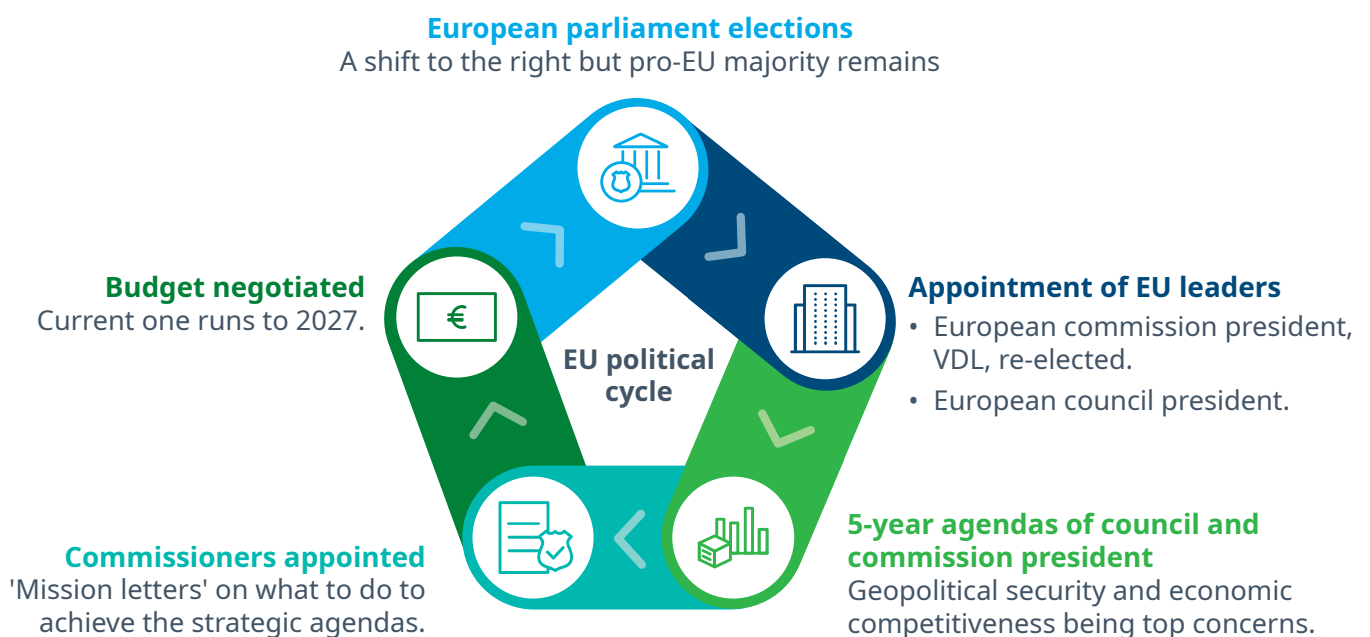 European parliament elections
A shift to the right but pro-EU majority remains
Budget negotiated
Current one runs to 2027.
€
EU political
cycle
Appointment of EU leaders
• European commission president,
VDL, re-elected.
• European council president.
Commissioners appointed
'Mission letters' on what to do to
achieve the strategic agendas.
5-year agendas of council and
commission president
Geopolitical security and economic
competitiveness being top concerns.